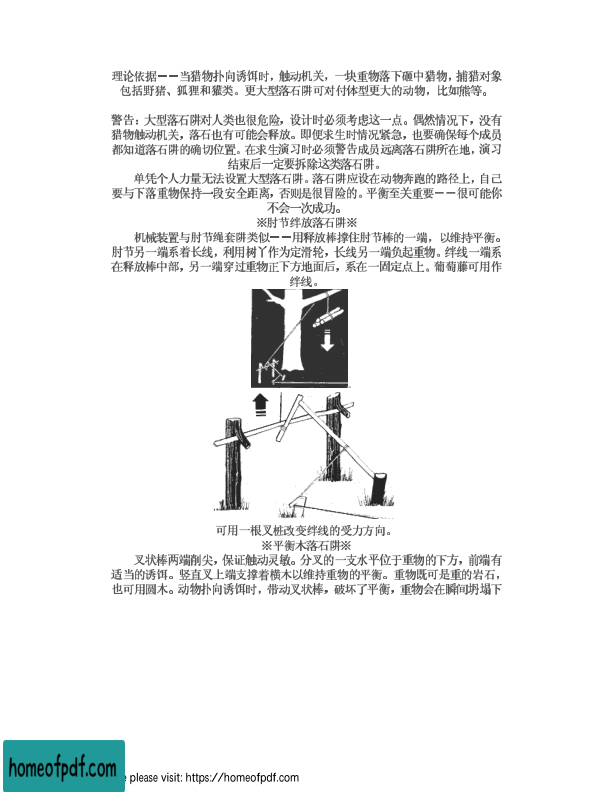 理论依据——当猎物扑向诱饵时，触动机关，一块重物落下砸中猎物，捕猎对象
包括野猪、狐狸和獾类。更大型落石阱可对付体型更大的动物，比如熊等。
警告：大型落石阱对人类也很危险，设计时必须考虑这一点。偶然情况下，没有
猎物触动机关，落石也有可能会释放。即便求生时情况紧急，也要确保每个成员
都知道落石阱的确切位置。在求生演习时必须警告成员远离落石阱所在地，演习
结束后一定要拆除这类落石阱。
单凭个人力量无法设置大型落石阱。落石阱应设在动物奔跑的路径上，自己
要与下落重物保持一段安全距离，否则是很冒险的。平衡至关重要——很可能你
不会一次成功。
※肘节绊放落石阱※
机械装置与肘节绳套阱类似——用释放棒撑住肘节棒的一端，以维持平衡。
肘节另一端系着长线，利用树丫作为定滑轮，长线另一端负起重物。绊线一端系
在释放棒中部，另一端穿过重物正下方地面后，系在一固定点上。葡萄藤可用作
绊线。
可用一根叉桩改变绊线的受力方向。
※平衡木落石阱※
叉状棒两端削尖，保证触动灵敏。分叉的一支水平位于重物的下方，前端有
适当的诱饵。竖直叉上端支撑着横木以维持重物的平衡。重物既可是重的岩石，
也可用圆木。动物扑向诱饵时，带动叉状棒，破坏了平衡，重物会在瞬间坍塌下
homeofpdf.com
please visit: https://homeofpdf.com